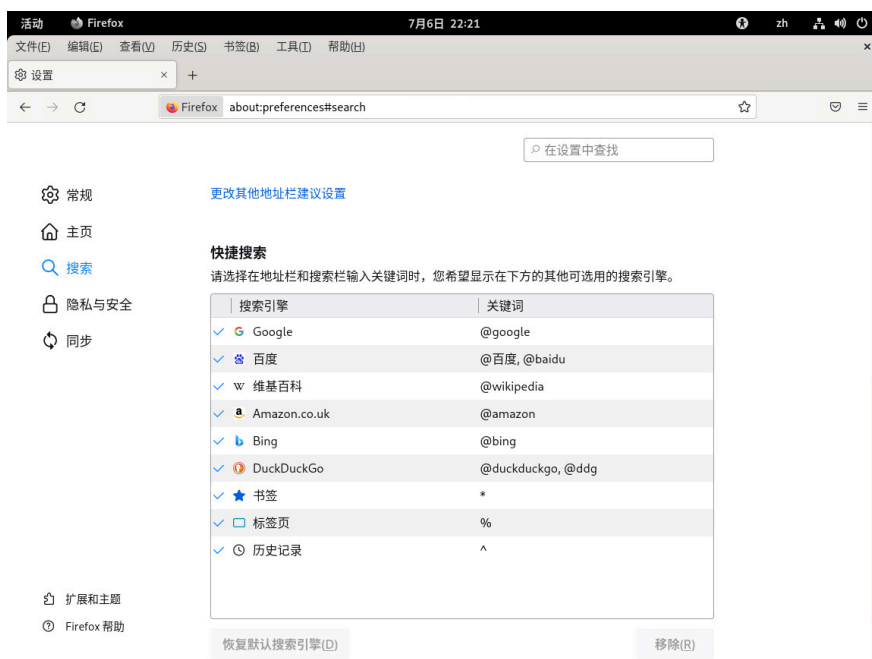 活动 Firefox 7月6日 22:21 zh
文件(F) 编辑(E) 查看(V) 历史(S) 书签(B) 工具(T) 帮助(H)
设置
Firefox about:preferences#search
在设置中查找
常规
主页
搜索
隐私与安全
同步
扩展和主题
Firefox 帮助
更改其他地址栏建议设置
快捷搜索
请选择在地址栏和搜索栏输入关键词时，您希望显示在下方的其他可选用的搜索引擎。
搜索引擎 关键词
Google @google
百度 @百度, @baidu
维基百科 @wikipedia
Amazon.co.uk @amazon
Bing @bing
DuckDuckGo @duckduckgo, @ddg
书签 *
标签页 %
历史记录 ^
恢复默认搜索引擎(D) 移除(R)